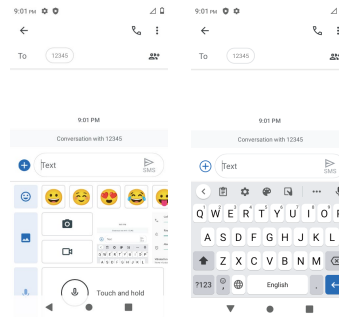 9:01 PM
To 12345
9:01 PM
Conversation with 12345
Text
SMS
Touch and hold
9:01 PM
To 12345
9:01 PM
Conversation with 12345
Text
SMS
Q W E R T Y U I O P
A S D F G H J K L
Z X C V B N M
?123 , English .